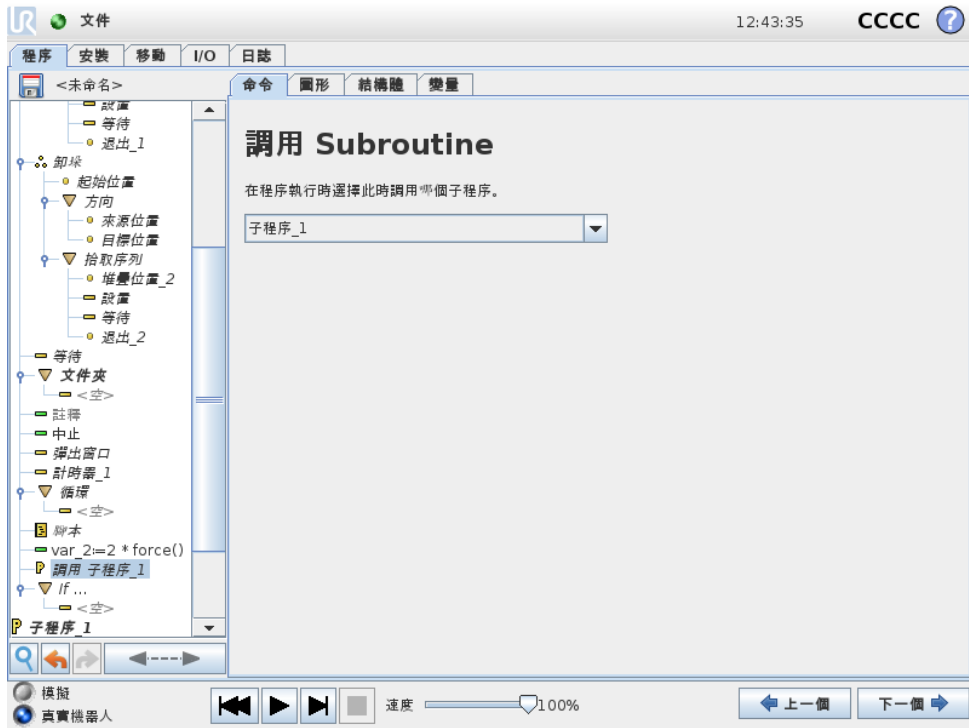 文件
12:43:35
CCCC
?
程序
安裝
移動
I/O
日誌
<未命名>
命令
圖形
結構體
變量
設置
等待
退出_1
卸垛
起始位置
方向
來源位置
目標位置
拾取序列
堆疊位置_2
設置
等待
退出_2
等待
文件夾
<空>
註釋
中止
彈出窗口
計時器_1
循環
<空>
腳本
var_2:=2 * force()
調用 子程序_1
If ...
<空>
子程序_1
調用 Subroutine
在程序執行時選擇此時調用哪個子程序。
子程序_1
模擬
真實機器人
速度
100%
上一個
下一個